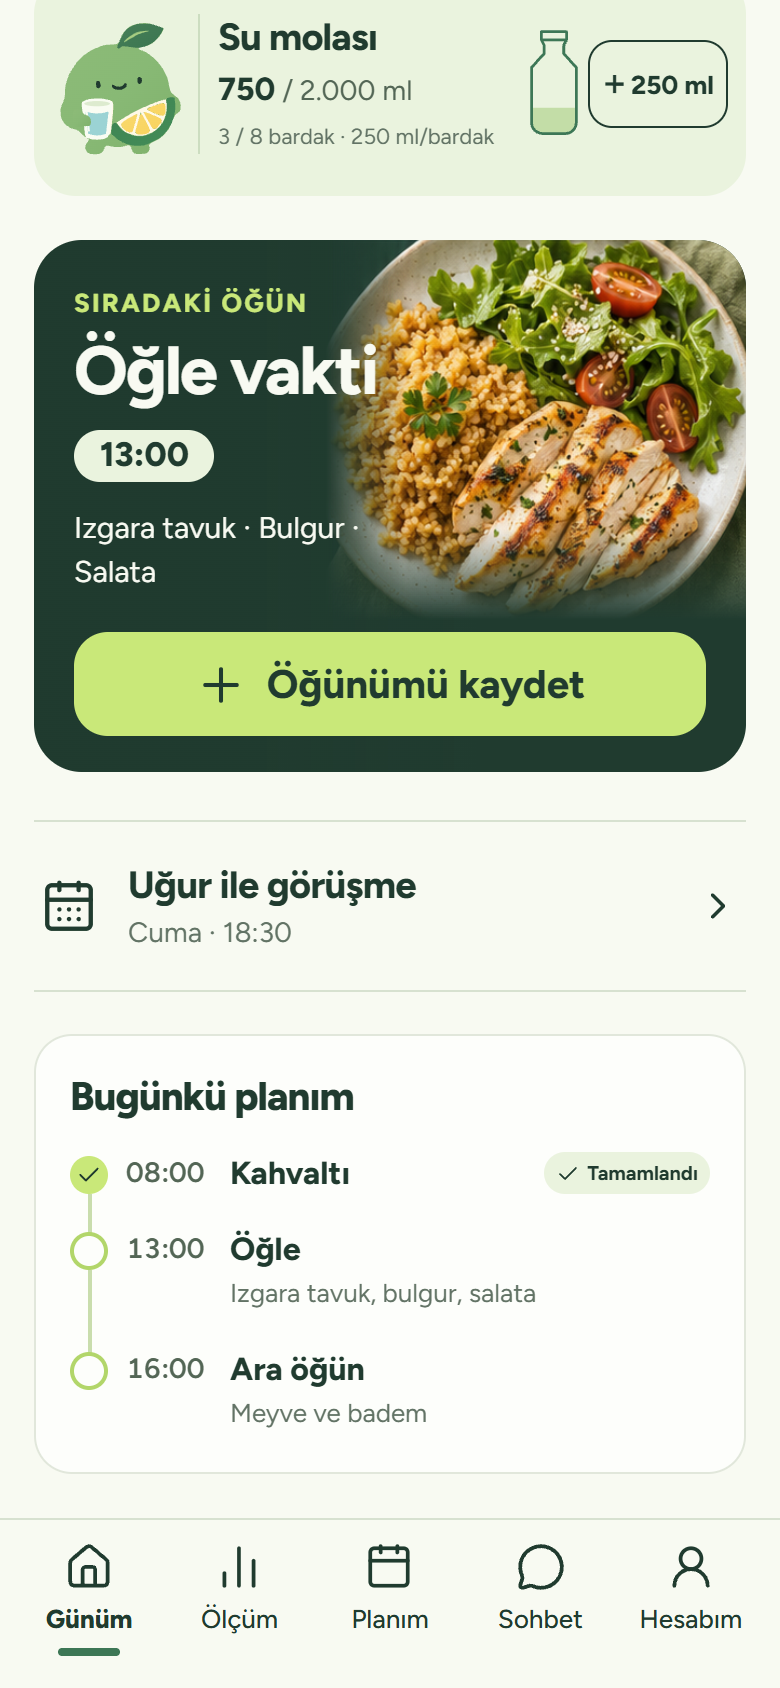 Su molası
750 / 2.000 ml
3 / 8 bardak · 250 ml/bardak
+ 250 ml
SIRADAKİ ÖĞÜN
Öğle vakti
13:00
Izgara tavuk · Bulgur ·
Salata
+ Öğünümü kaydet
Uğur ile görüşme
Cuma · 18:30
Bugünkü planım
08:00 Kahvaltı ✓ Tamamlandı
13:00 Öğle
Izgara tavuk, bulgur, salata
16:00 Ara öğün
Meyve ve badem
Günüm Ölçüm Planım Sohbet Hesabım